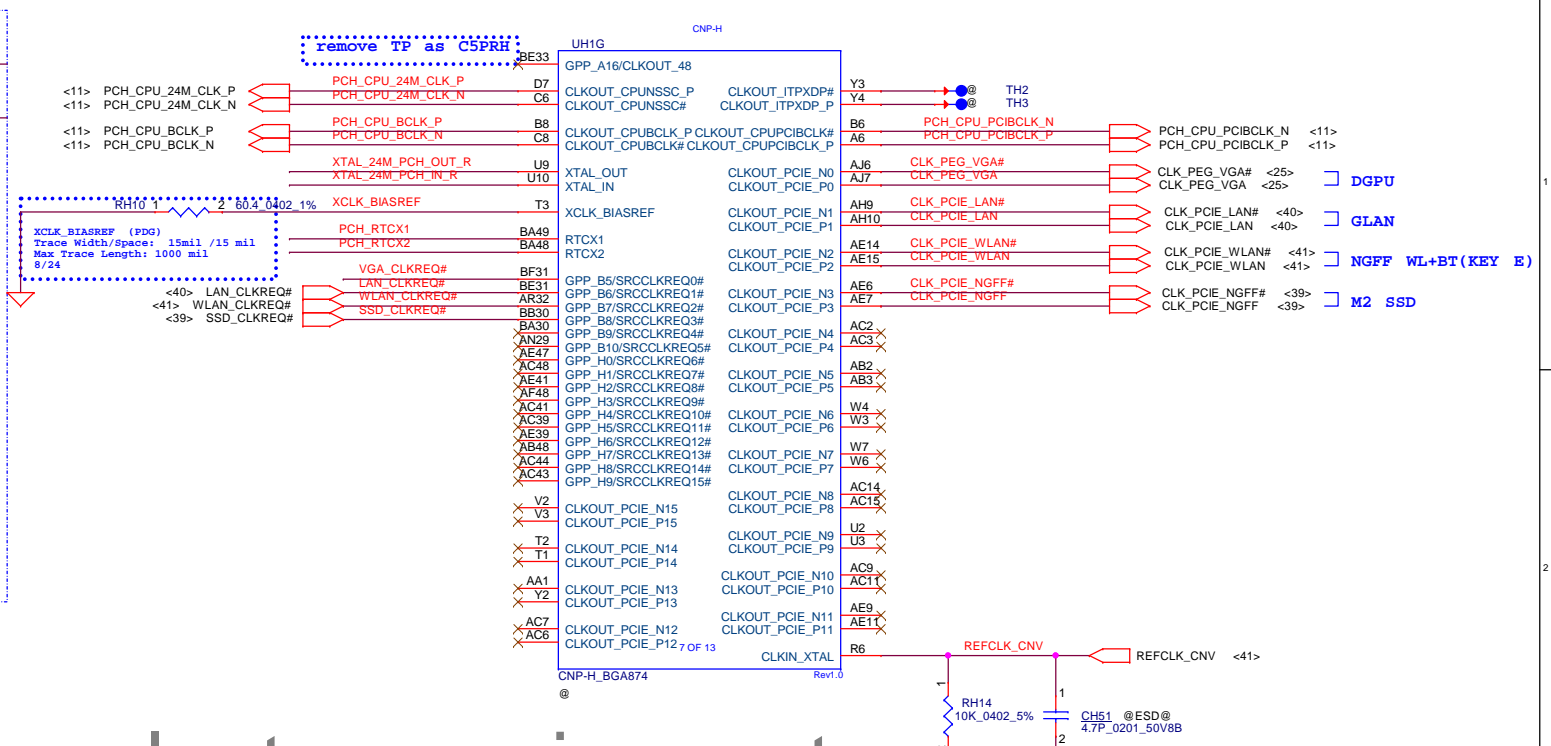 CNP-H
remove TP as C5PRH
UH1G
BE33 GPP_A16/CLKOUT_48
<11> PCH_CPU_24M_CLK_P PCH_CPU_24M_CLK_P D7 CLKOUT_CPUNSSC_P CLKOUT_ITPXDP# Y3 @ TH2
<11> PCH_CPU_24M_CLK_N PCH_CPU_24M_CLK_N C6 CLKOUT_CPUNSSC# CLKOUT_ITPXDP_P Y4 @ TH3
<11> PCH_CPU_BCLK_P PCH_CPU_BCLK_P B8 CLKOUT_CPUBCLK_P CLKOUT_CPUPCIBCLK# B6 PCH_CPU_PCIBCLK_N PCH_CPU_PCIBCLK_N <11>
<11> PCH_CPU_BCLK_N PCH_CPU_BCLK_N C8 CLKOUT_CPUBCLK# CLKOUT_CPUPCIBCLK_P A6 PCH_CPU_PCIBCLK_P PCH_CPU_PCIBCLK_P <11>
XTAL_24M_PCH_OUT_R U9 XTAL_OUT CLKOUT_PCIE_N0 AJ6 CLK_PEG_VGA# CLK_PEG_VGA# <25>
XTAL_24M_PCH_IN_R U10 XTAL_IN CLKOUT_PCIE_P0 AJ7 CLK_PEG_VGA CLK_PEG_VGA <25> DGPU 1
RH10 1 2 60.4_0402_1% XCLK_BIASREF T3 XCLK_BIASREF CLKOUT_PCIE_N1 AH9 CLK_PCIE_LAN# CLK_PCIE_LAN# <40>
CLKOUT_PCIE_P1 AH10 CLK_PCIE_LAN CLK_PCIE_LAN <40> GLAN
XCLK_BIASREF (PDG)
Trace Width/Space: 15mil /15 mil
Max Trace Length: 1000 mil
8/24
PCH_RTCX1 BA49 RTCX1 CLKOUT_PCIE_N2 AE14 CLK_PCIE_WLAN# CLK_PCIE_WLAN# <41>
PCH_RTCX2 BA48 RTCX2 CLKOUT_PCIE_P2 AE15 CLK_PCIE_WLAN CLK_PCIE_WLAN <41> NGFF WL+BT(KEY E)
VGA_CLKREQ# BF31 GPP_B5/SRCCLKREQ0#
<40> LAN_CLKREQ# LAN_CLKREQ# BE31 GPP_B6/SRCCLKREQ1# CLKOUT_PCIE_N3 AE6 CLK_PCIE_NGFF# CLK_PCIE_NGFF# <39>
<41> WLAN_CLKREQ# WLAN_CLKREQ# AR32 GPP_B7/SRCCLKREQ2# CLKOUT_PCIE_P3 AE7 CLK_PCIE_NGFF CLK_PCIE_NGFF <39> M2 SSD
<39> SSD_CLKREQ# SSD_CLKREQ# BB30 GPP_B8/SRCCLKREQ3#
BA30 GPP_B9/SRCCLKREQ4# CLKOUT_PCIE_N4 AC2
AN29 GPP_B10/SRCCLKREQ5# CLKOUT_PCIE_P4 AC3
AE47 GPP_H0/SRCCLKREQ6#
AC48 GPP_H1/SRCCLKREQ7# CLKOUT_PCIE_N5 AB2
AE41 GPP_H2/SRCCLKREQ8# CLKOUT_PCIE_P5 AB3
AF48 GPP_H3/SRCCLKREQ9#
AC41 GPP_H4/SRCCLKREQ10# CLKOUT_PCIE_N6 W4
AC39 GPP_H5/SRCCLKREQ11# CLKOUT_PCIE_P6 W3
AE39 GPP_H6/SRCCLKREQ12#
AB48 GPP_H7/SRCCLKREQ13# CLKOUT_PCIE_N7 W7
AC44 GPP_H8/SRCCLKREQ14# CLKOUT_PCIE_P7 W6
AC43 GPP_H9/SRCCLKREQ15#
CLKOUT_PCIE_N8 AC14
V2 CLKOUT_PCIE_N15 CLKOUT_PCIE_P8 AC15
V3 CLKOUT_PCIE_P15
CLKOUT_PCIE_N9 U2
T2 CLKOUT_PCIE_N14 CLKOUT_PCIE_P9 U3
T1 CLKOUT_PCIE_P14
CLKOUT_PCIE_N10 AC9 2
AA1 CLKOUT_PCIE_N13 CLKOUT_PCIE_P10 AC11
Y2 CLKOUT_PCIE_P13
CLKOUT_PCIE_N11 AE9
AC7 CLKOUT_PCIE_N12 CLKOUT_PCIE_P11 AE11
AC6 CLKOUT_PCIE_P12 7 OF 13
CLKIN_XTAL R6 REFCLK_CNV REFCLK_CNV <41>
CNP-H_BGA874 Rev1.0
@
1 RH14
10K_0402_5%
1 CH51 @ESD@
4.7P_0201_50V8B
2